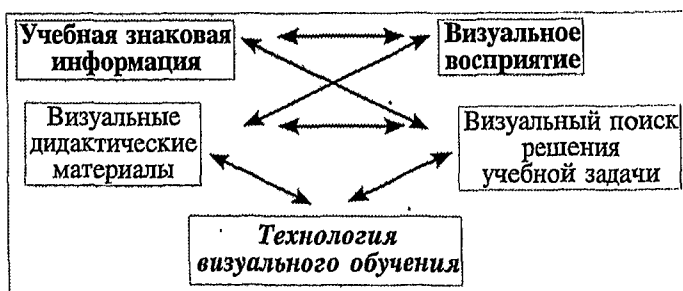 Учебная знаковая
информация
Визуальное
восприятие
Визуальные
дидактические
материалы
Визуальный поиск
решения
учебной задачи
Технология
визуального обучения